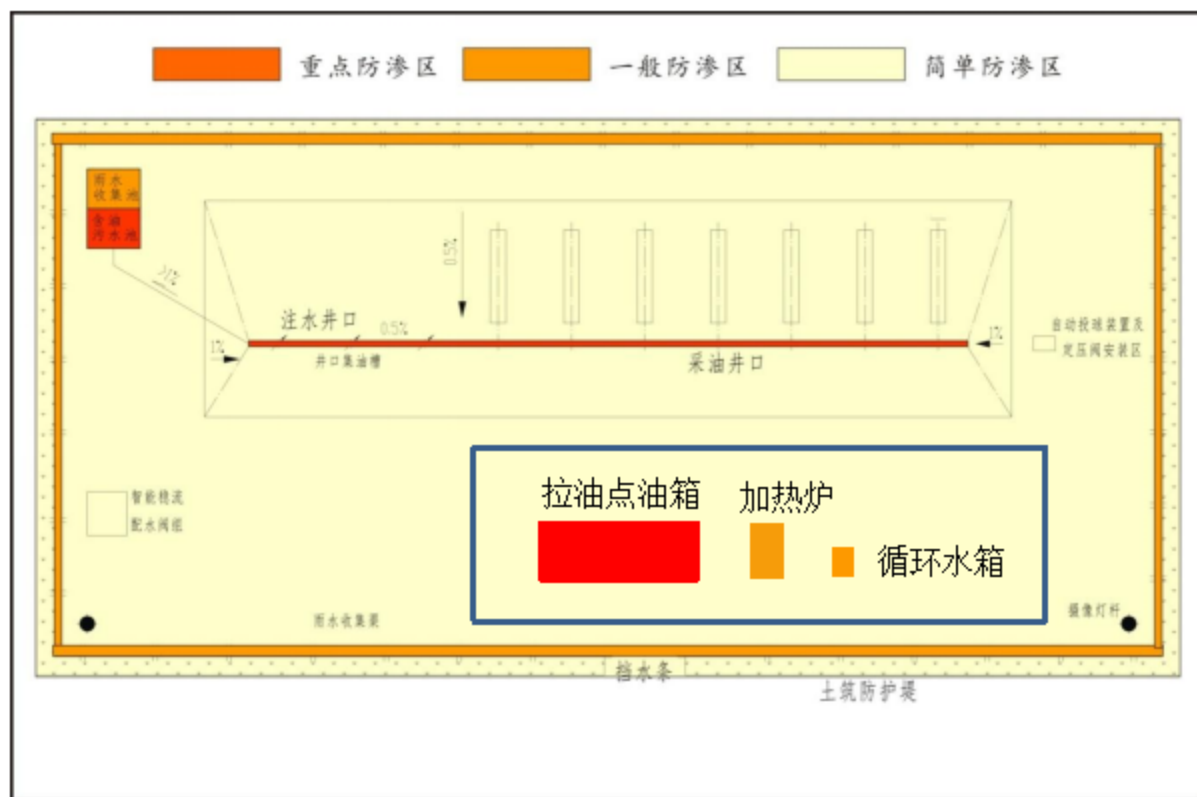 重点防渗区
一般防渗区
简单防渗区
雨水
收集池
含油
污水池
>1%
0.5%
注水井口
0.5%
1%
井口集油槽
采油井口
1%
自动投球装置及
定压阀安装区
智能稳流
配水阀组
拉油点油箱
加热炉
循环水箱
雨水收集渠
摄像灯杆
挡水条
土筑防护堤